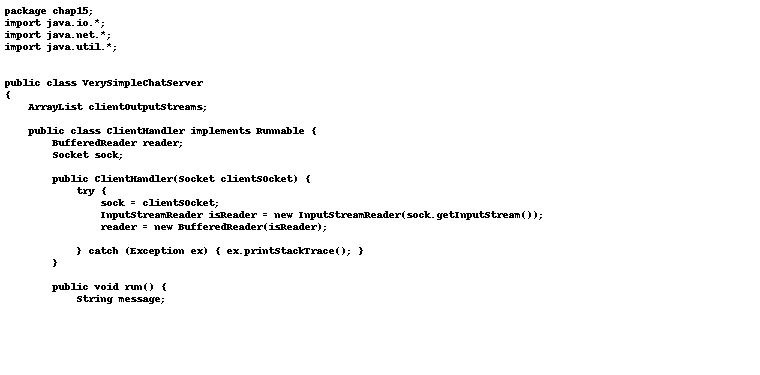 package chap15;
import java.io.*;
import java.net.*;
import java.util.*;
public class VerySimpleChatServer
{
ArrayList clientOutputStreams;
public class ClientHandler implements Runnable {
BufferedReader reader;
Socket sock;
public ClientHandler(Socket clientSOcket) {
try {
sock = clientSOcket;
InputStreamReader isReader = new InputStreamReader(sock.getInputStream());
reader = new BufferedReader(isReader);
} catch (Exception ex) { ex.printStackTrace(); }
}
public void run() {
String message;